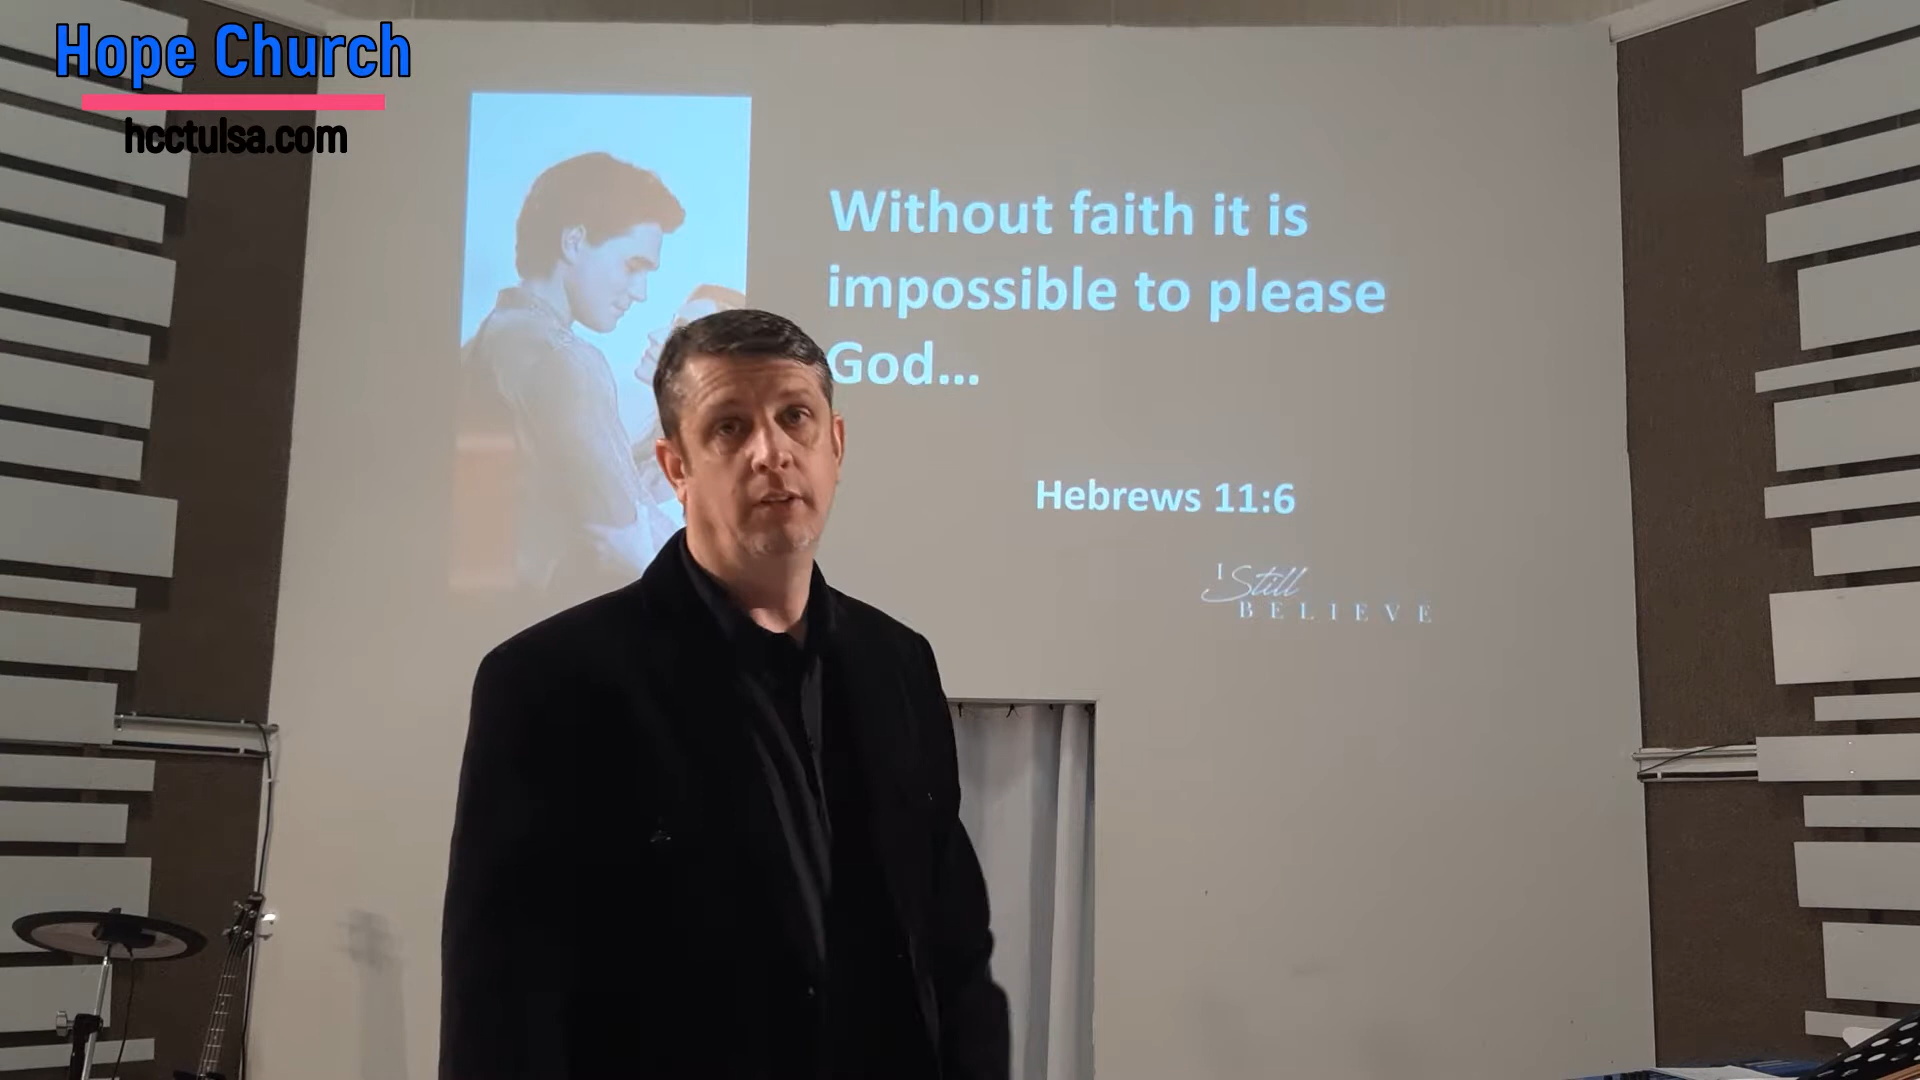 Hope Church
hcctulsa.com
Without faith it is
impossible to please
God...
Hebrews 11:6
I Still
BELIEVE